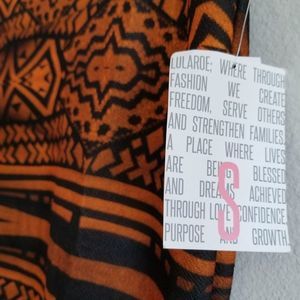 LULAROE; WHERE THROUGH
FASHION WE CREATE
FREEDOM, SERVE OTHERS
AND STRENGTHEN FAMILIES.
A PLACE WHERE LIVES
ARE BEING BLESSED
AND DREAMS ACHIEVED
THROUGH LOVE CONFIDENCE,
PURPOSE AND GROWTH.
S